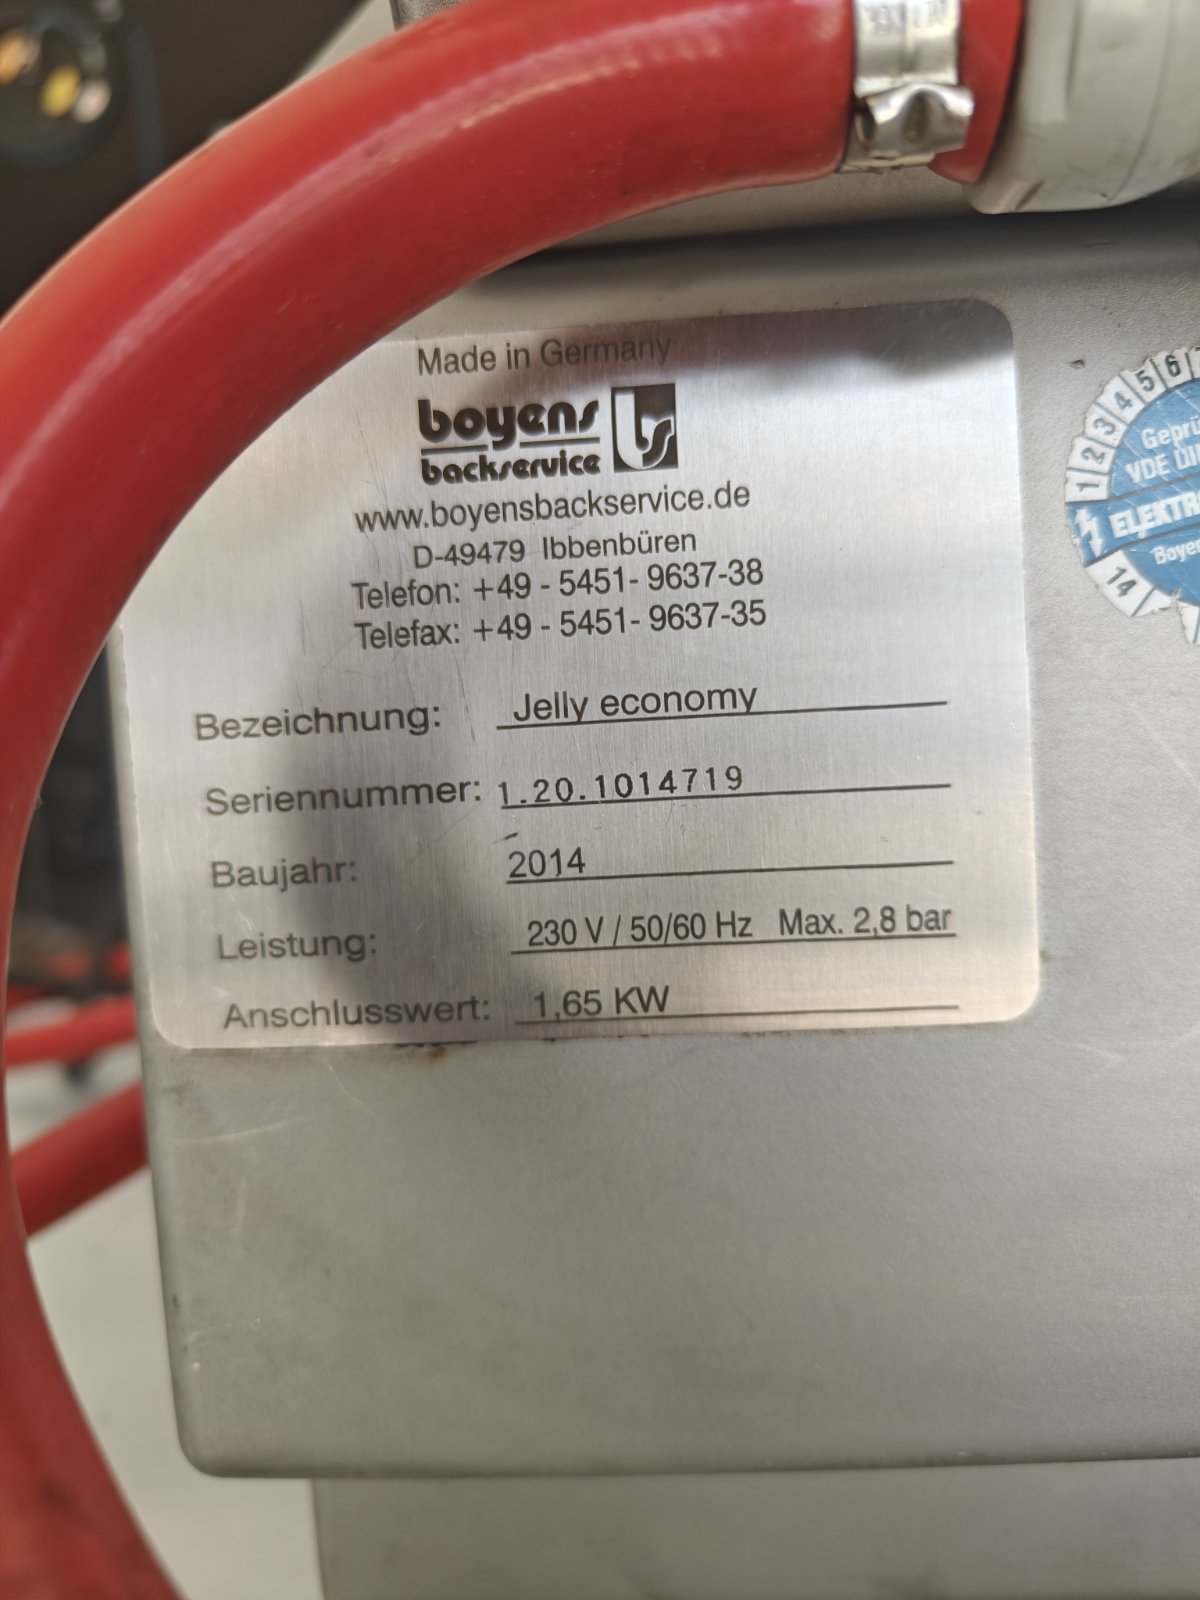 Made in Germany
boyens
backservice
www.boyensbackservice.de
D-49479 Ibbenbüren
Telefon: +49 - 5451- 9637-38
Telefax: +49 - 5451- 9637-35
Bezeichnung: Jelly economy
Seriennummer: 1.20.1014719
Baujahr: 2014
Leistung: 230 V / 50/60 Hz Max. 2,8 bar
Anschlusswert: 1,65 KW
1 2 3 4 5 6
VDE
14